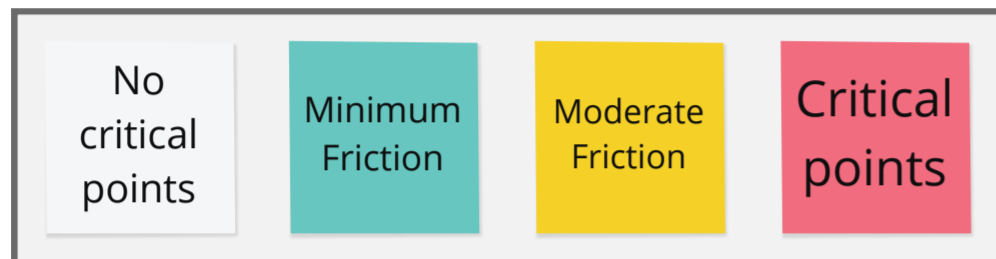 No
critical
points
Minimum
Friction
Moderate
Friction
Critical
points